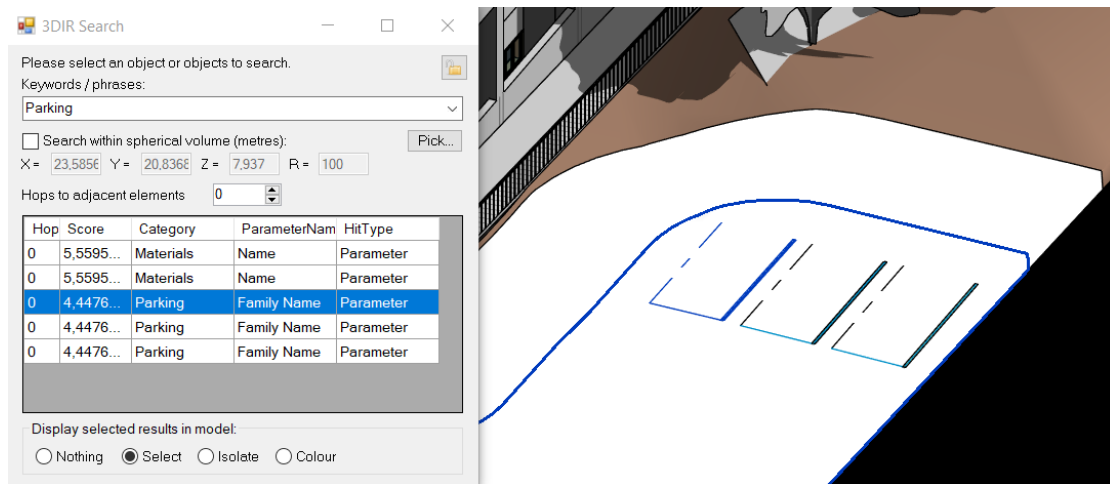 3DIR Search
Please select an object or objects to search.
Keywords / phrases:
Parking
Search within spherical volume (metres):
Pick...
X = 23,5856 Y = 20,8368 Z = 7,937 R = 100
Hops to adjacent elements 0
Hop Score Category ParameterNam HitType
0 5,5595... Materials Name Parameter
0 5,5595... Materials Name Parameter
0 4,4476... Parking Family Name Parameter
0 4,4476... Parking Family Name Parameter
0 4,4476... Parking Family Name Parameter
Display selected results in model:
Nothing Select Isolate Colour